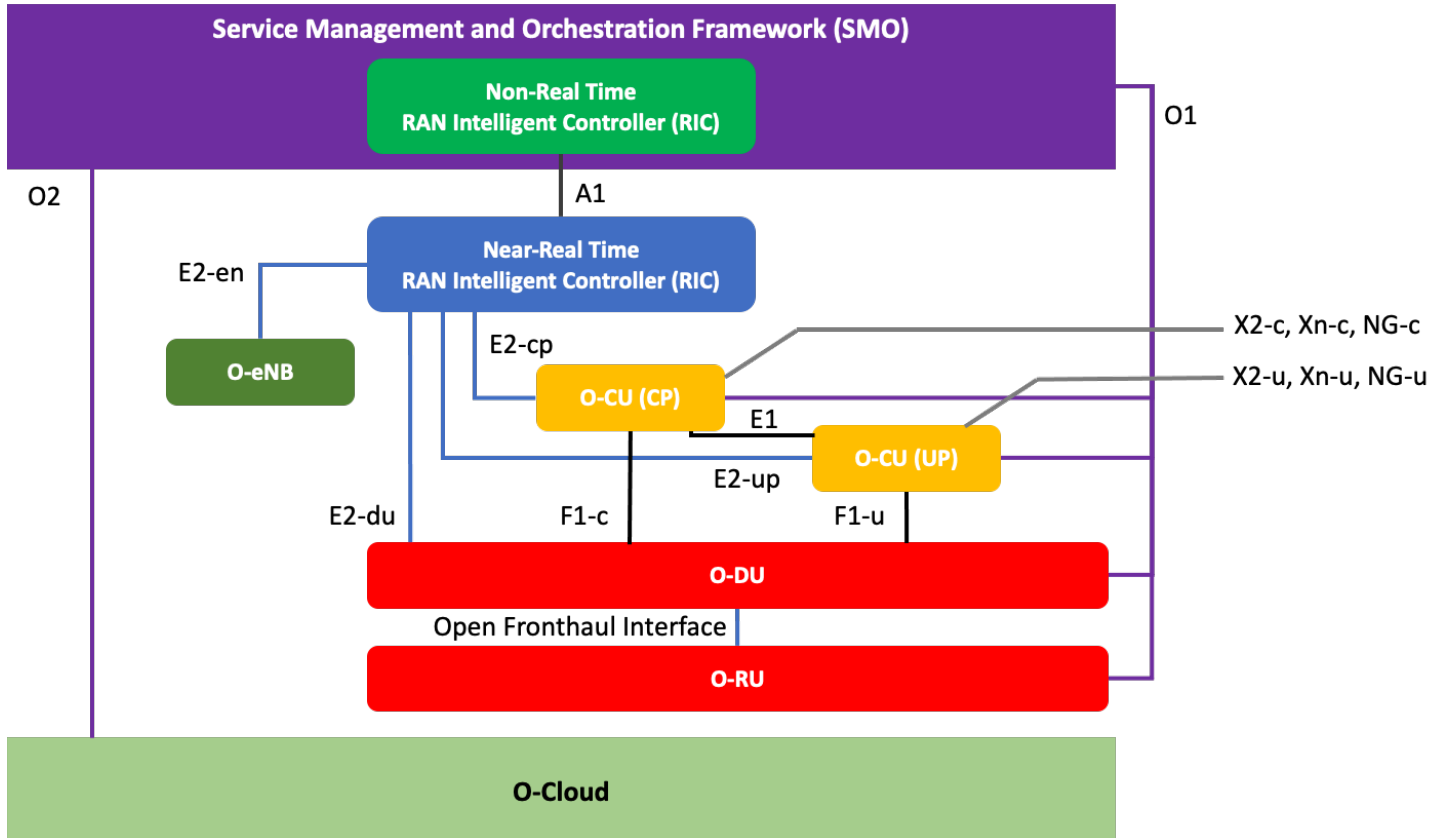 Service Management and Orchestration Framework (SMO)
Non-Real Time
RAN Intelligent Controller (RIC)
O1
O2
A1
Near-Real Time
RAN Intelligent Controller (RIC)
E2-en
X2-c, Xn-c, NG-c
E2-cp
O-eNB
X2-u, Xn-u, NG-u
O-CU (CP)
E1
O-CU (UP)
E2-up
E2-du
F1-c
F1-u
O-DU
Open Fronthaul Interface
O-RU
O-Cloud